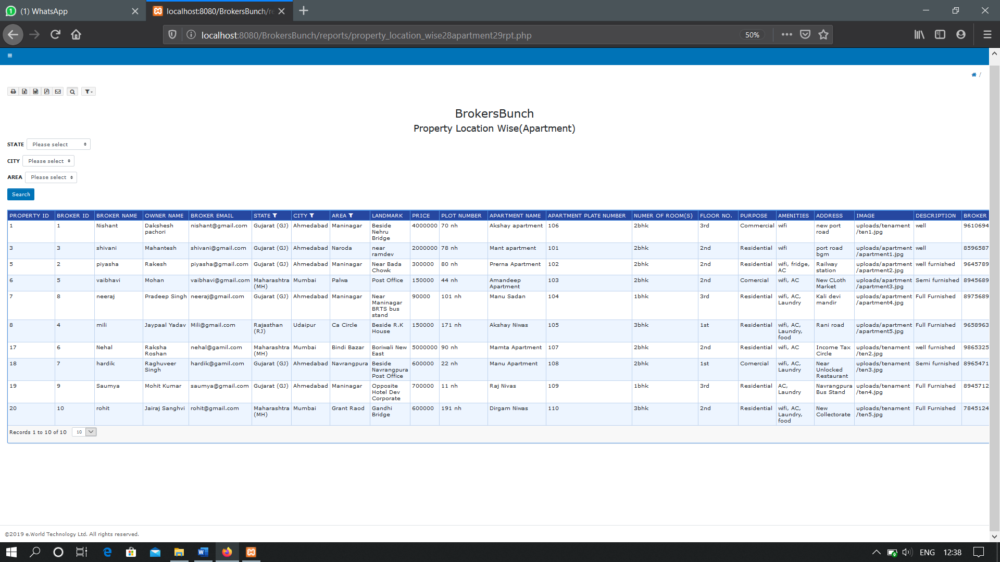 (1) WhatsApp
localhost:8080/BrokersBunch/re
localhost:8080/BrokersBunch/reports/property_location_wise28apartment29rpt.php
50%
/
BrokersBunch
Property Location Wise(Apartment)
STATE Please select
CITY Please select
AREA Please select
Search
PROPERTY ID BROKER ID BROKER NAME OWNER NAME BROKER EMAIL STATE CITY AREA LANDMARK PRICE PLOT NUMBER APARTMENT NAME APARTMENT PLATE NUMBER NUMER OF ROOM(S) FLOOR NO. PURPOSE AMENITIES ADDRESS IMAGE DESCRIPTION BROKER
1 1 Nishant Dakshesh pachori nishant@gmail.com Gujarat (GJ) Ahmedabad Maninagar Beside Nehru Bridge 4000000 70 nh Akshay apartment 106 2bhk 3rd Commercial wifi new port road uploads/tenament/ten1.jpg well 9610694
3 3 shivani Mahantesh shivani@gmail.com Gujarat (GJ) Ahmedabad Naroda near ramdev 2000000 78 nh Mant apartment 101 2bhk 2nd Residential wifi port road bgm uploads/apartment/apartment1.jpg well 8596587
5 2 piyasha Rakesh piyasha@gmail.com Gujarat (GJ) Ahmedabad Maninagar Near Bada Chowk 300000 80 nh Prerna Apartment 102 2bhk 2nd Residential wifi, fridge, AC Railway station uploads/apartment/apartment2.jpg well furnished 9645789
6 5 vaibhavi Mohan vaibhavi@gmail.com Maharashtra (MH) Mumbai Palwa Post Office 150000 44 nh Amandeep Apartment 103 2bhk 2nd Comercial wifi, AC New CLoth Market uploads/apartment/apartment3.jpg Semi furnished 8945689
7 8 neeraj Pradeep Singh neeraj@gmail.com Gujarat (GJ) Ahmedabad Maninagar Near Maninagar BRTS bus stand 90000 101 nh Manu Sadan 104 1bhk 3rd Residential wifi, AC, Laundry Kali devi mandir uploads/apartment/apartment4.jpg Full Furnished 8975689
8 4 mili Jaypaal Yadav Mili@gmail.com Rajasthan (RJ) Udaipur Ca Circle Beside R.K House 150000 171 nh Akshay Niwas 105 3bhk 1st Residential wifi, AC, Laundry, food Rani road uploads/apartment/apartment5.jpg Full Furnished 9658963
17 6 Nehal Raksha Roshan nehal@gamil.com Maharashtra (MH) Mumbai Bindi Bazar Boriwali New East 5000000 90 nh Mamta Apartment 107 2bhk 2nd Residential wifi, AC Income Tax Circle uploads/tenament/ten2.jpg well furnished 9865325
18 7 hardik Raghuveer Singh hardik@gamil.com Gujarat (GJ) Ahmedabad Navrangpura Beside Navrangpura Post Office 600000 22 nh Manu Apartment 108 2bhk 1st Comercial wifi, AC, Laundry Near Unlocked Restaurant uploads/tenament/ten3.jpg Semi furnished 8965471
19 9 Saumya Mohit Kumar saumya@gmail.com Gujarat (GJ) Ahmedabad Maninagar Opposite Hotel Dev Corporate 700000 11 nh Raj Nivas 109 1bhk 3rd Residential AC, Laundry Navrangpura Bus Stand uploads/tenament/ten4.jpg Full Furnished 8945712
20 10 rohit Jairaj Sanghvi rohit@gmail.com Maharashtra (MH) Mumbai Grant Raod Gandhi Bridge 600000 191 nh Dirgam Niwas 110 3bhk 2nd Residential wifi, AC, Laundry, food New Collectorate uploads/tenament/ten5.jpg Full Furnished 7845124
Records 1 to 10 of 10 10
©2019 e.World Technology Ltd. All rights reserved.
ENG 12:38